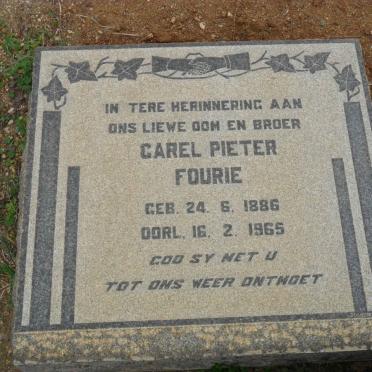 IN TERE HERINNERING AAN
ONS LIEWE OOM EN BROER
CAREL PIETER
FOURIE
GEB. 24. 6. 1886
OORL. 16. 2. 1965
GOD SY MET U
TOT ONS WEER ONTMOET